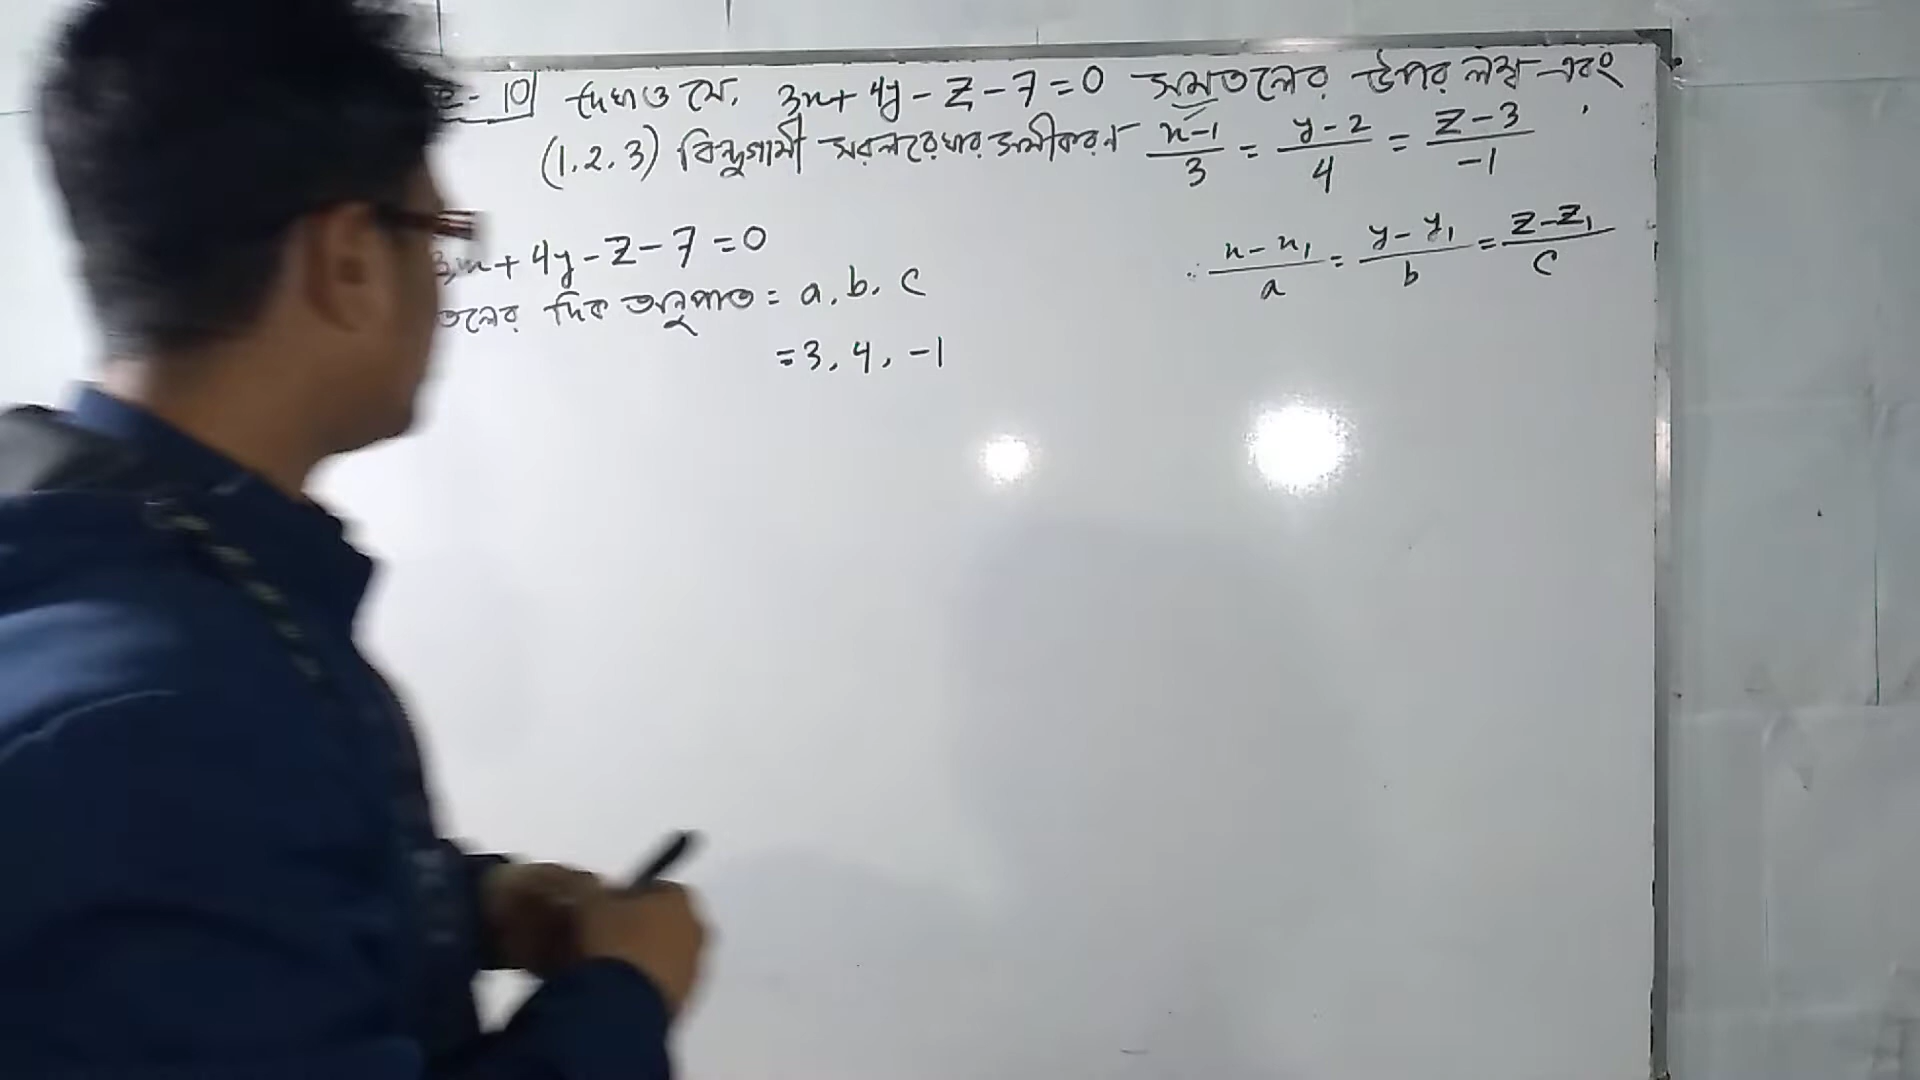 10 দেখাও যে, 3x + 4y - z - 7 = 0 সমতলের উপর লম্ব এবং
(1, 2, 3) বিন্দুগামী সরলরেখার সমীকরণ (x-1)/3 = (y-2)/4 = (z-3)/-1
3x + 4y - z - 7 = 0
তলের দিক অনুপাত = a, b, c
= 3, 4, -1
∴ (x - x₁)/a = (y - y₁)/b = (z - z₁)/c